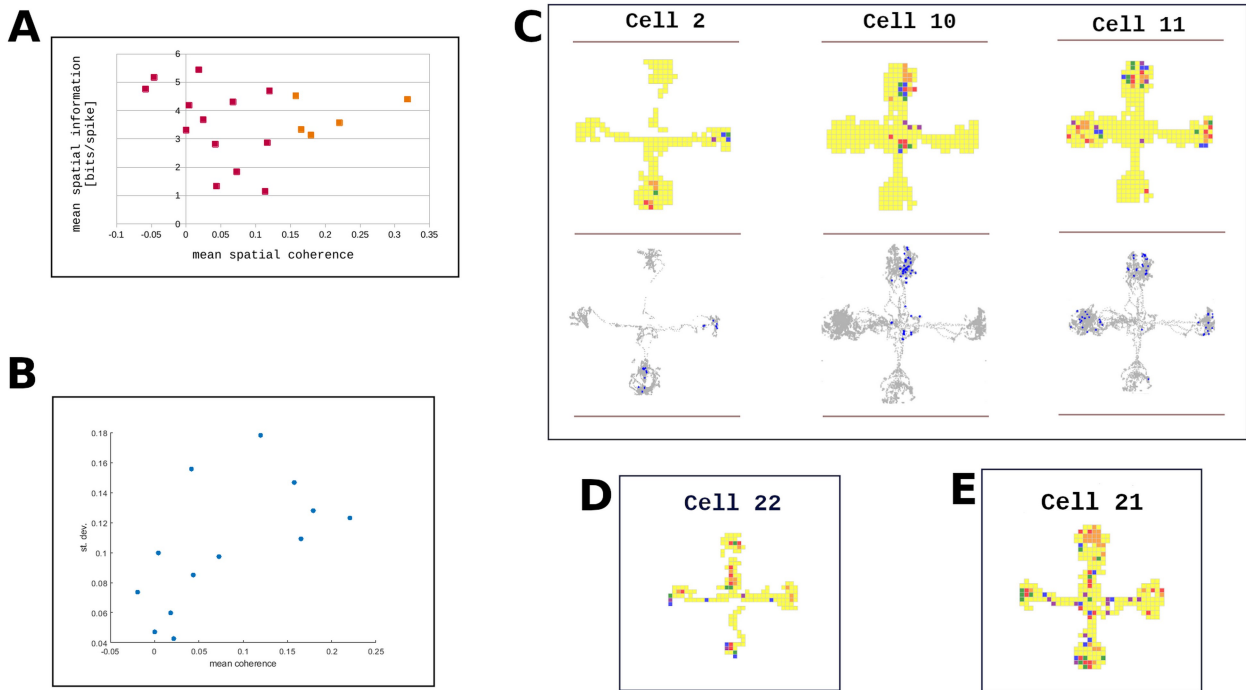 A
mean spatial information
[bits/spike]
6
5
4
3
2
1
0
-0.1 -0.05 0 0.05 0.1 0.15 0.2 0.25 0.3 0.35
mean spatial coherence
B
st. dev.
0.18
0.16
0.14
0.12
0.1
0.08
0.06
0.04
-0.05 0 0.05 0.1 0.15 0.2 0.25
mean coherence
C
Cell 2 Cell 10 Cell 11
D
Cell 22
E
Cell 21